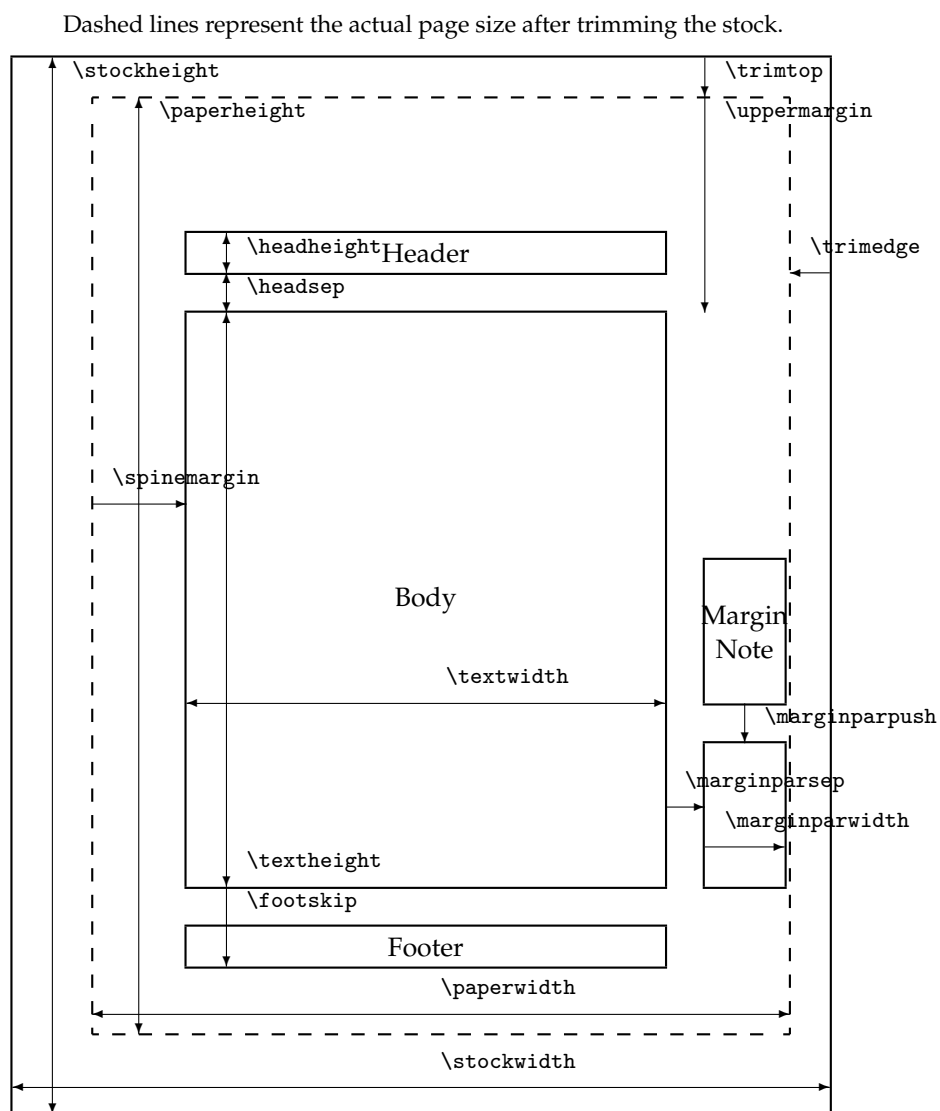 Dashed lines represent the actual page size after trimming the stock.
\stockheight
\trimtop
\paperheight
\uppermargin
\headheight
Header
\trimedge
\headsep
\spinemargin
Body
Margin
Note
\textwidth
\marginparpush
\marginparsep
\marginparwidth
\textheight
\footskip
Footer
\paperwidth
\stockwidth